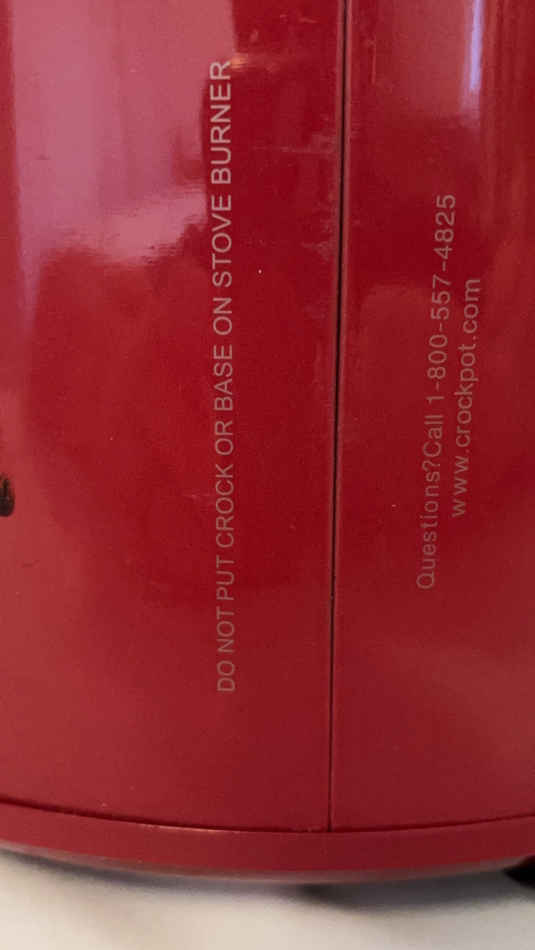 DO NOT PUT CROCK OR BASE ON STOVE BURNER
Questions?Call 1-800-557-4825
www.crockpot.com